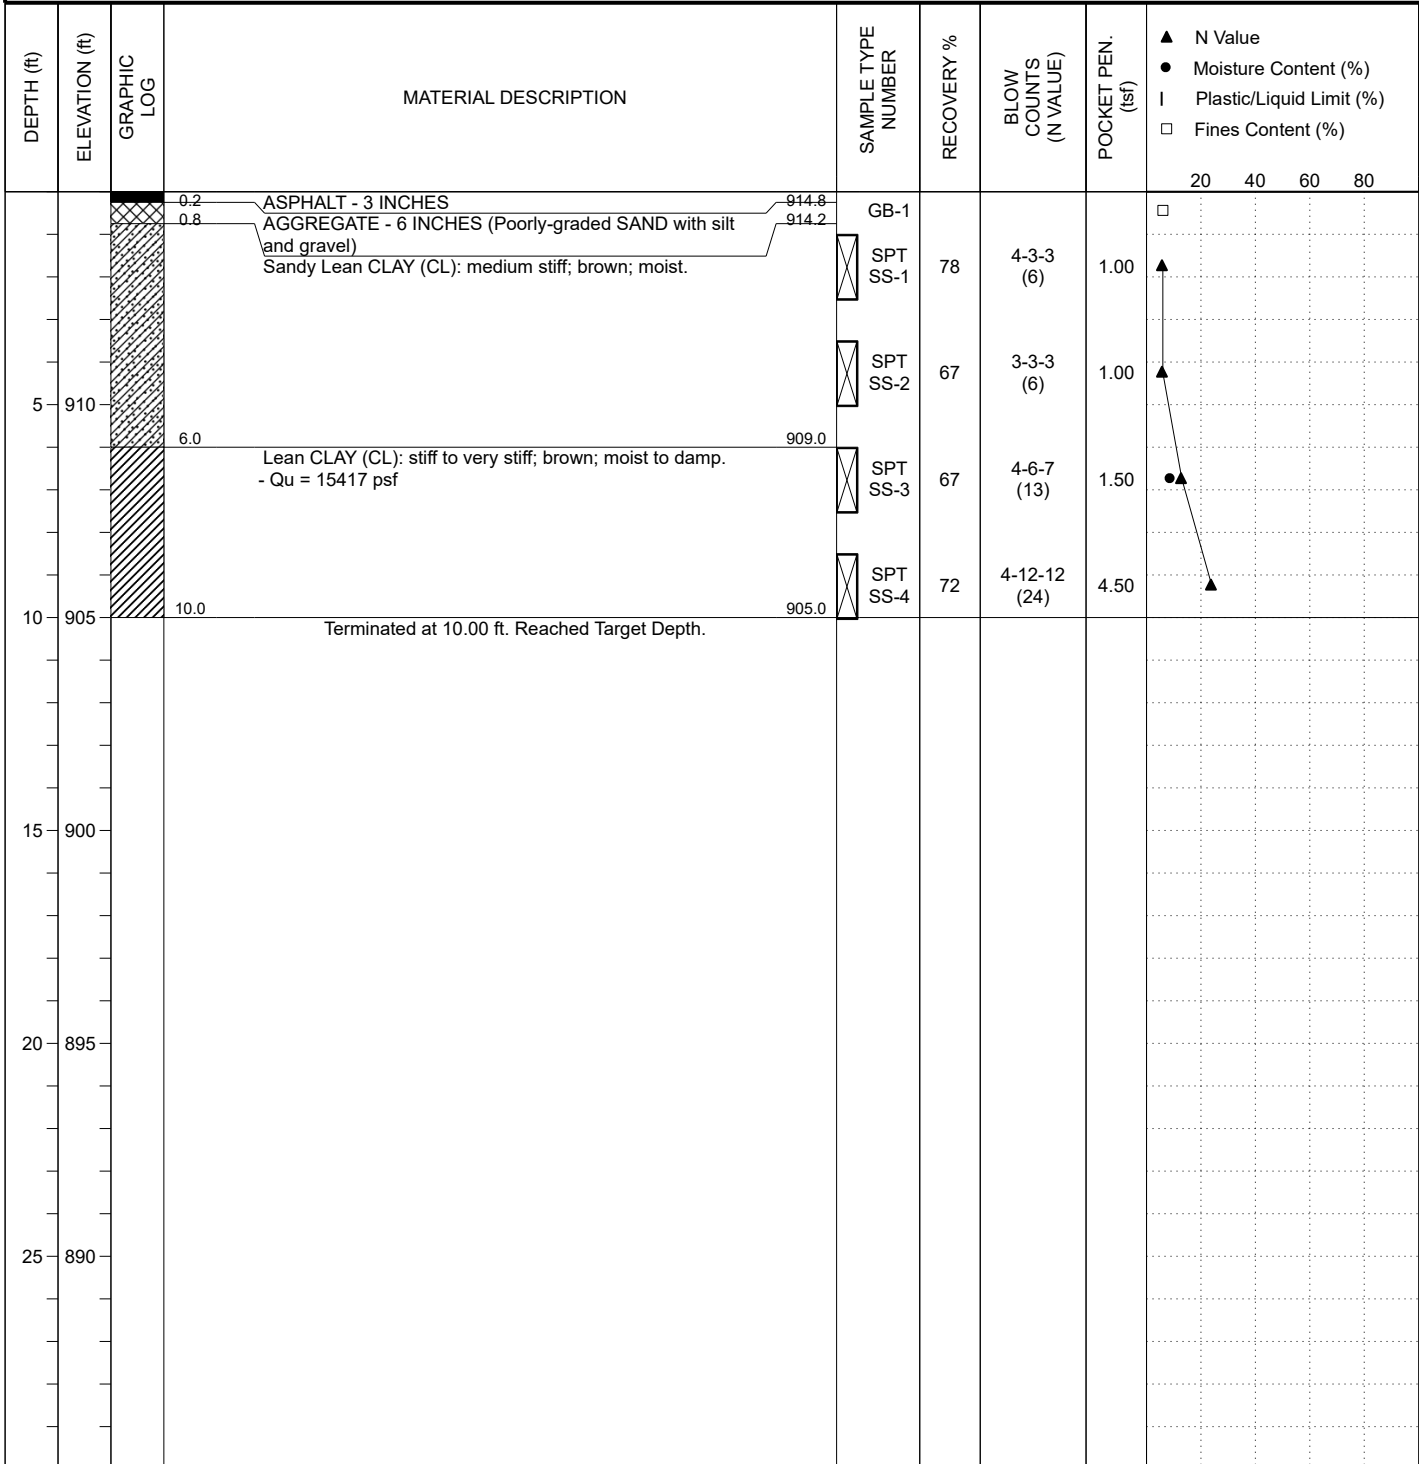 DEPTH (ft)
ELEVATION (ft)
GRAPHIC
LOG
MATERIAL DESCRIPTION
SAMPLE TYPE
NUMBER
RECOVERY %
BLOW
COUNTS
(N VALUE)
POCKET PEN.
(tsf)
N Value
Moisture Content (%)
Plastic/Liquid Limit (%)
Fines Content (%)
20 40 60 80
0.2 ASPHALT - 3 INCHES 914.8
0.8 AGGREGATE - 6 INCHES (Poorly-graded SAND with silt 914.2
and gravel)
GB-1
Sandy Lean CLAY (CL): medium stiff; brown; moist.
SPT
SS-1
78
4-3-3
(6)
1.00
SPT
SS-2
67
3-3-3
(6)
1.00
5 910
6.0 909.0
Lean CLAY (CL): stiff to very stiff; brown; moist to damp.
- Qu = 15417 psf
SPT
SS-3
67
4-6-7
(13)
1.50
SPT
SS-4
72
4-12-12
(24)
4.50
10 905 10.0 905.0
Terminated at 10.00 ft. Reached Target Depth.
15 900
20 895
25 890